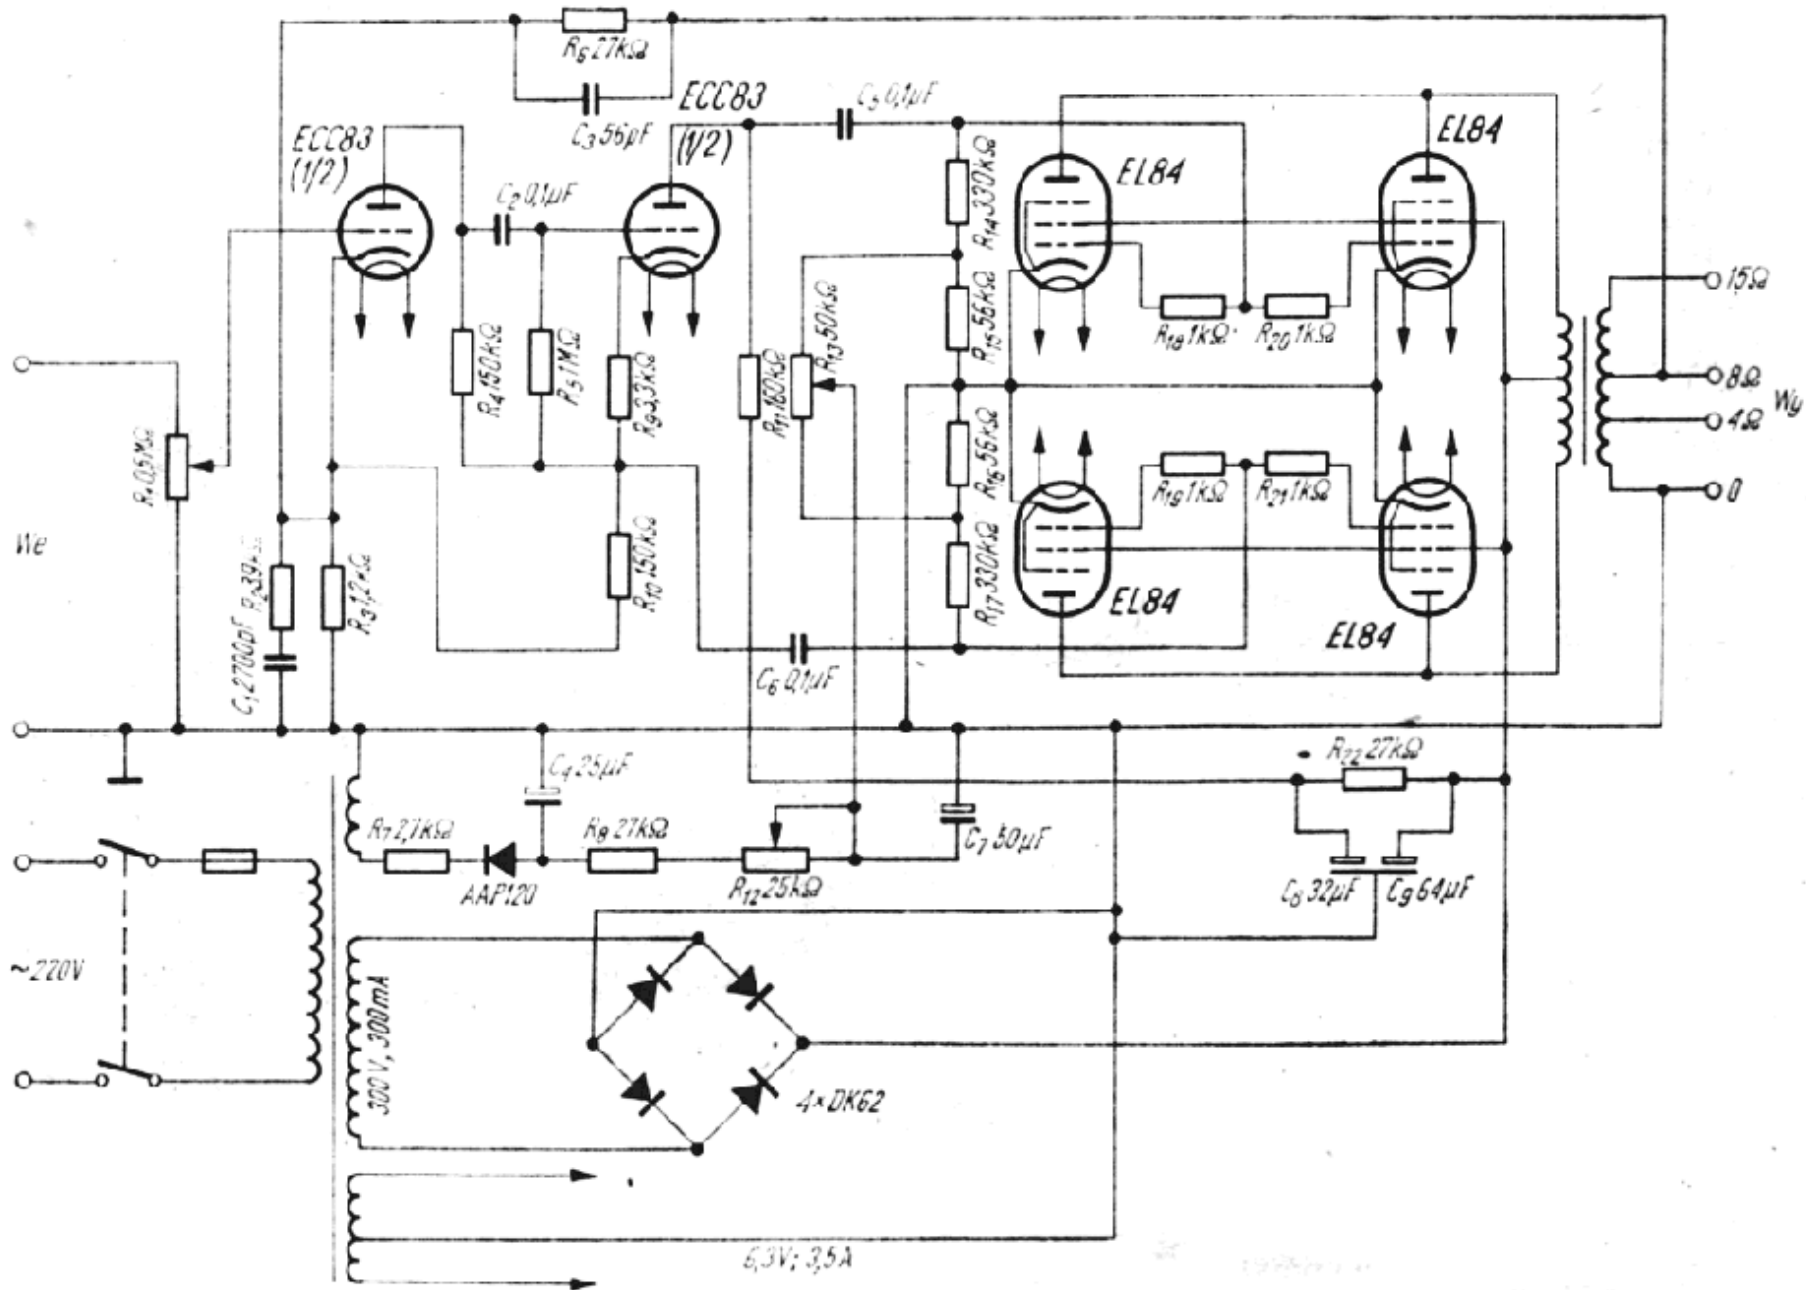 R₆ 27kΩ
C₃ 56pF
ECC83
(1/2)
ECC83
(1/2)
C₂ 0,1µF
C₅ 0,1µF
EL84
EL84
R₁₄ 330kΩ
R₁₅ 56kΩ
R₁₃ 50kΩ
R₁₁ 160kΩ
R₄ 150kΩ
R₅ 1MΩ
R₉ 3,3kΩ
R₁₈ 1kΩ
R₂₀ 1kΩ
15Ω
8Ω
4Ω
0
Wy
R₁ 0,5MΩ
We
R₁₆ 56kΩ
R₁₉ 1kΩ
R₂₁ 1kΩ
R₁₇ 330kΩ
R₁₀ 150kΩ
R₂ 39kΩ
R₃ 1,2kΩ
C₁ 2700pF
EL84
EL84
C₆ 0,1µF
C₄ 25µF
R₂₂ 27kΩ
R₇ 2,7kΩ
R₈ 27kΩ
C₇ 50µF
AAP120
R₁₂ 25kΩ
C₈ 32µF
C₉ 64µF
~220V
300V, 300mA
4×DK62
6,3V; 3,5A